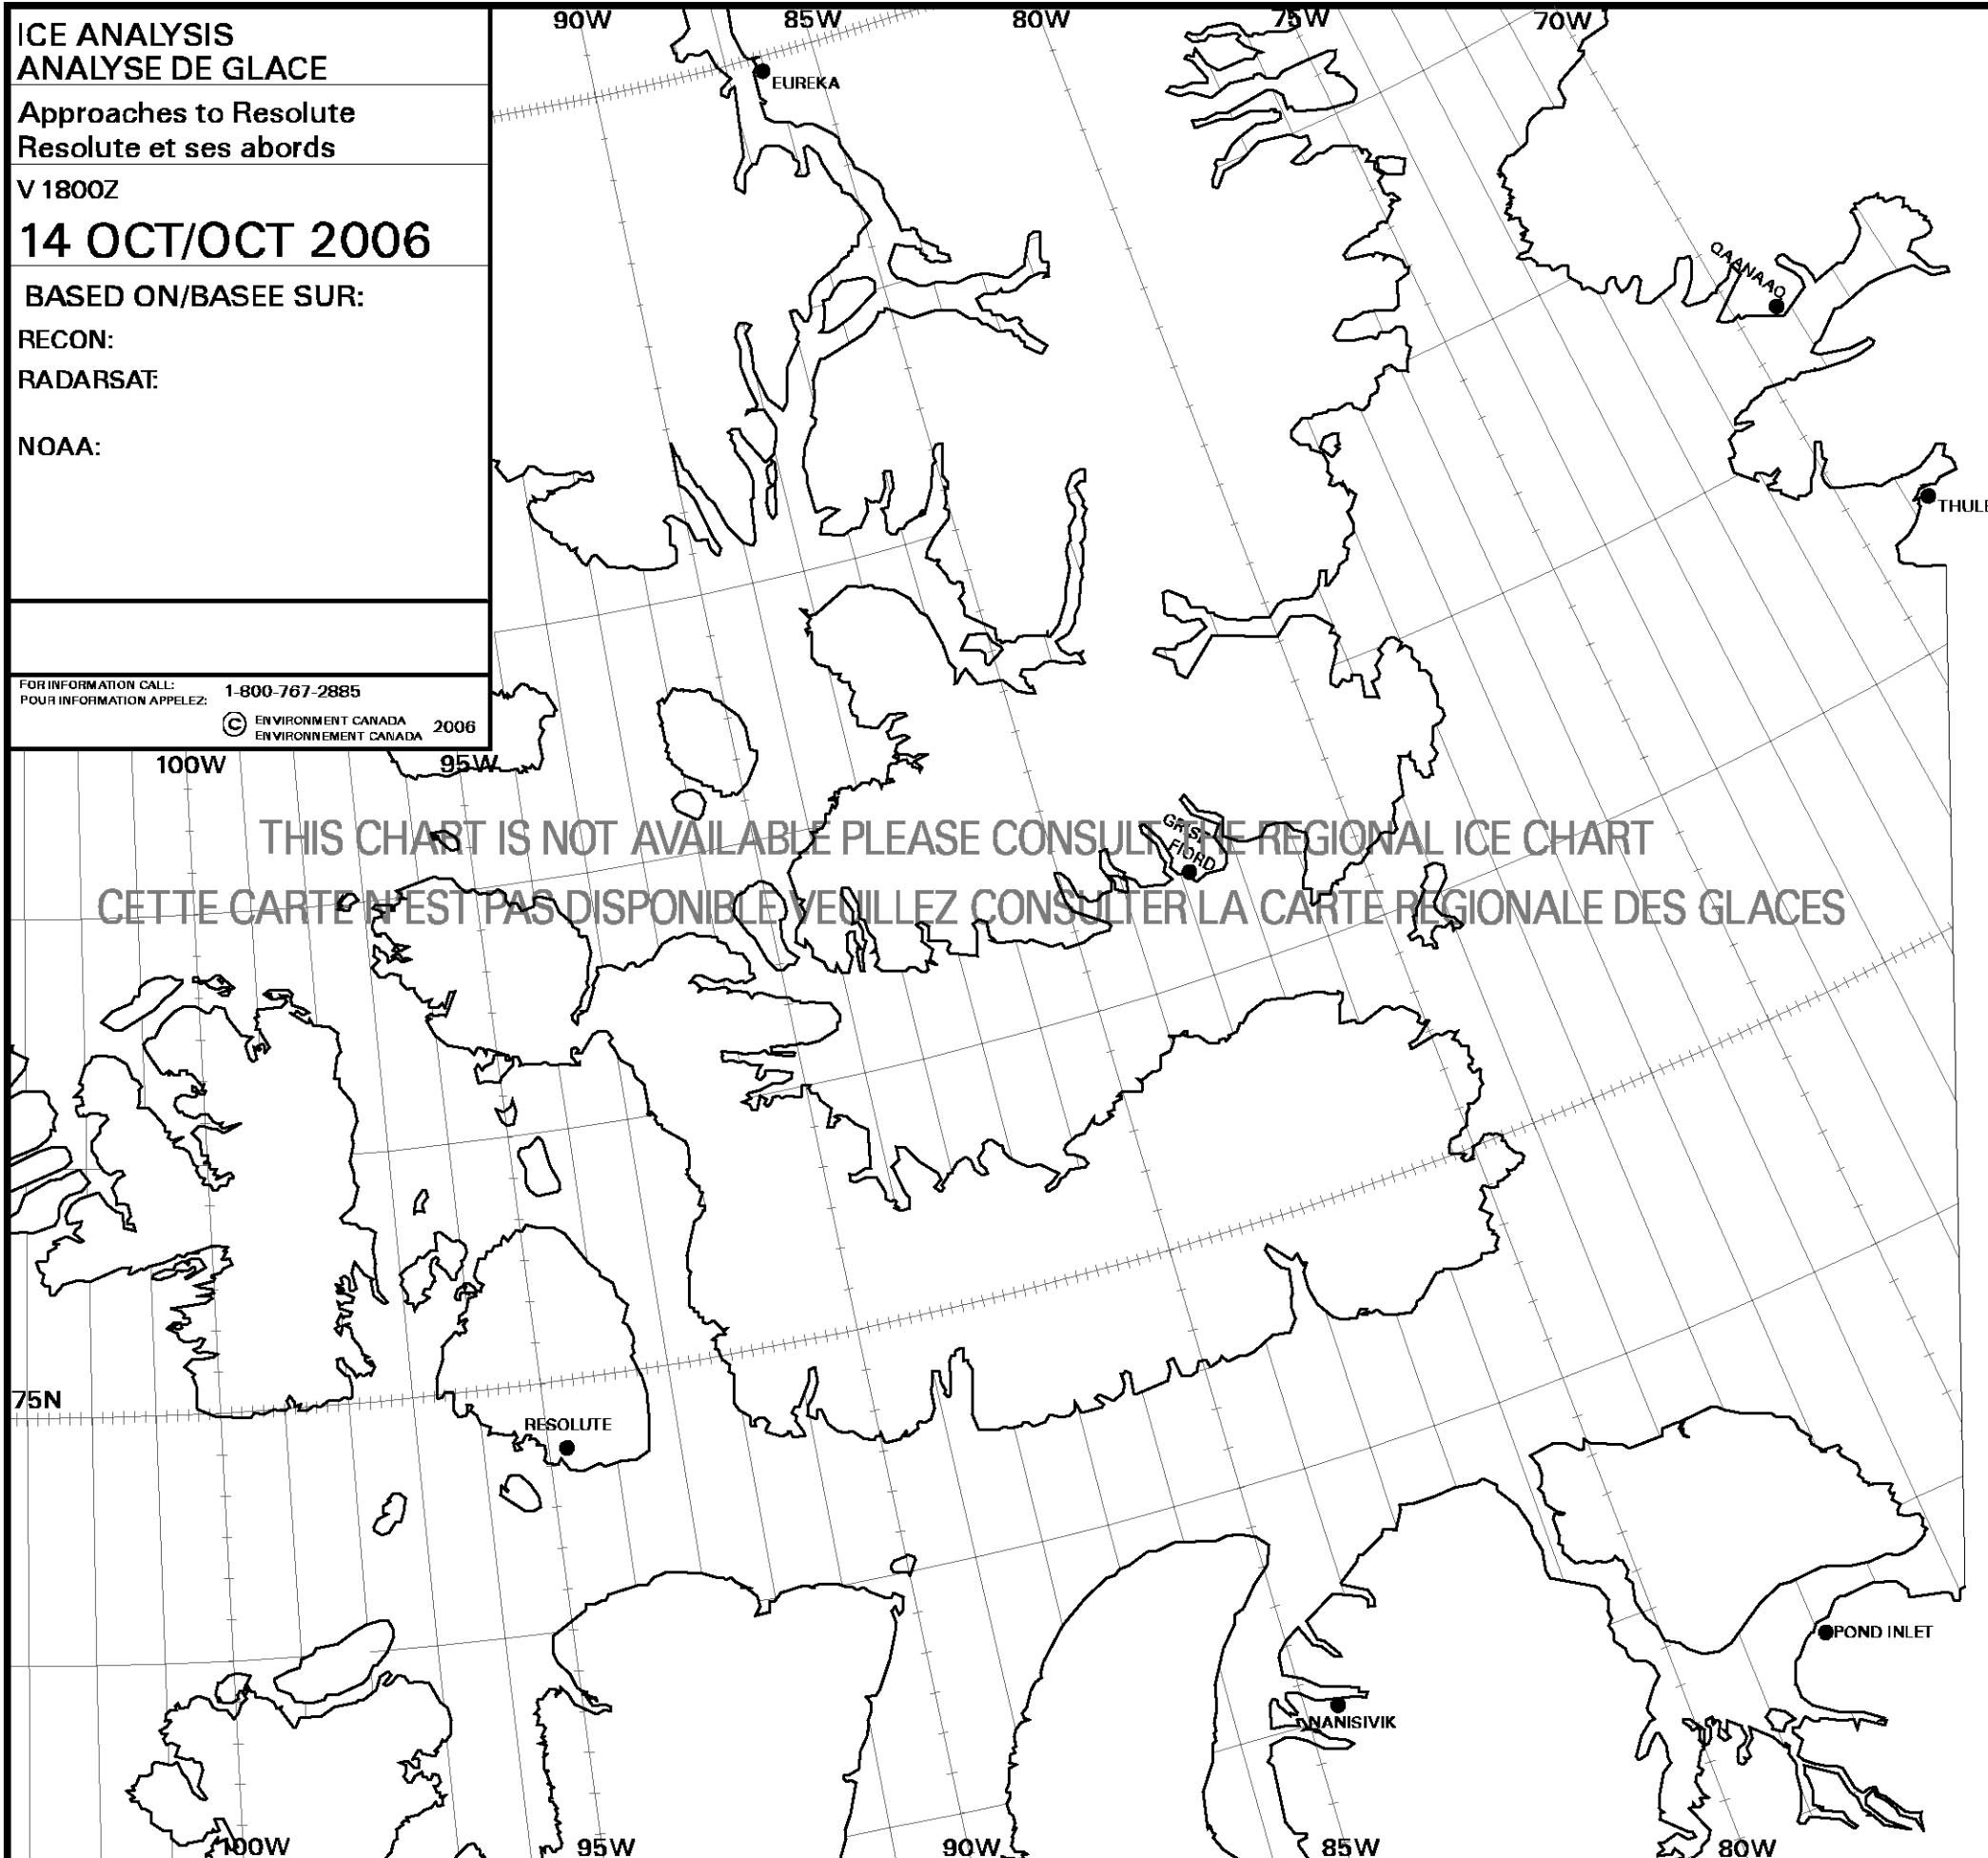 ICE ANALYSIS
ANALYSE DE GLACE
Approaches to Resolute
Resolute et ses abords
V 1800Z
14 OCT/OCT 2006
BASED ON/BASEE SUR:
RECON:
RADARSAT:
NOAA:
FOR INFORMATION CALL:
POUR INFORMATION APPELEZ:
1-800-767-2885
© ENVIRONMENT CANADA
ENVIRONNEMENT CANADA
2006
90W 85W 80W 75W 70W
EUREKA
QAANAAQ
THULE
100W 95W
THIS CHART IS NOT AVAILABLE PLEASE CONSULT THE REGIONAL ICE CHART
GRISE
FIORD
CETTE CARTE N'EST PAS DISPONIBLE VEUILLEZ CONSULTER LA CARTE REGIONALE DES GLACES
75N
RESOLUTE
POND INLET
NANISIVIK
100W 95W 90W 85W 80W